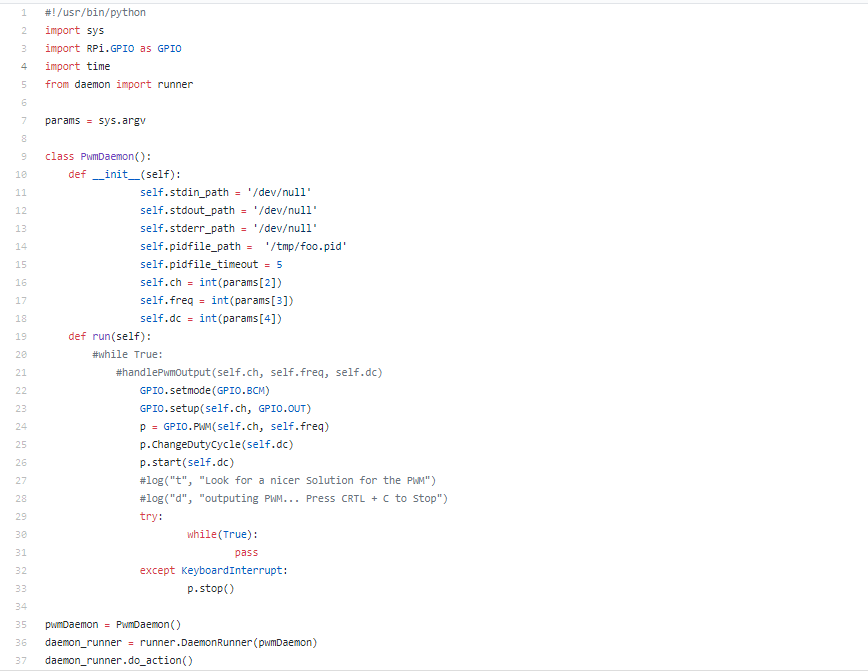 1 #!/usr/bin/python
2 import sys
3 import RPi.GPIO as GPIO
4 import time
5 from daemon import runner
6
7 params = sys.argv
8
9 class PwmDaemon():
10     def __init__(self):
11                 self.stdin_path = '/dev/null'
12                 self.stdout_path = '/dev/null'
13                 self.stderr_path = '/dev/null'
14                 self.pidfile_path =  '/tmp/foo.pid'
15                 self.pidfile_timeout = 5
16                 self.ch = int(params[2])
17                 self.freq = int(params[3])
18                 self.dc = int(params[4])
19     def run(self):
20         #while True:
21             #handlePwmOutput(self.ch, self.freq, self.dc)
22                 GPIO.setmode(GPIO.BCM)
23                 GPIO.setup(self.ch, GPIO.OUT)
24                 p = GPIO.PWM(self.ch, self.freq)
25                 p.ChangeDutyCycle(self.dc)
26                 p.start(self.dc)
27                 #log("t", "Look for a nicer Solution for the PWM")
28                 #log("d", "outputing PWM... Press CRTL + C to Stop")
29                 try:
30                         while(True):
31                                 pass
32                 except KeyboardInterrupt:
33                         p.stop()
34
35 pwmDaemon = PwmDaemon()
36 daemon_runner = runner.DaemonRunner(pwmDaemon)
37 daemon_runner.do_action()